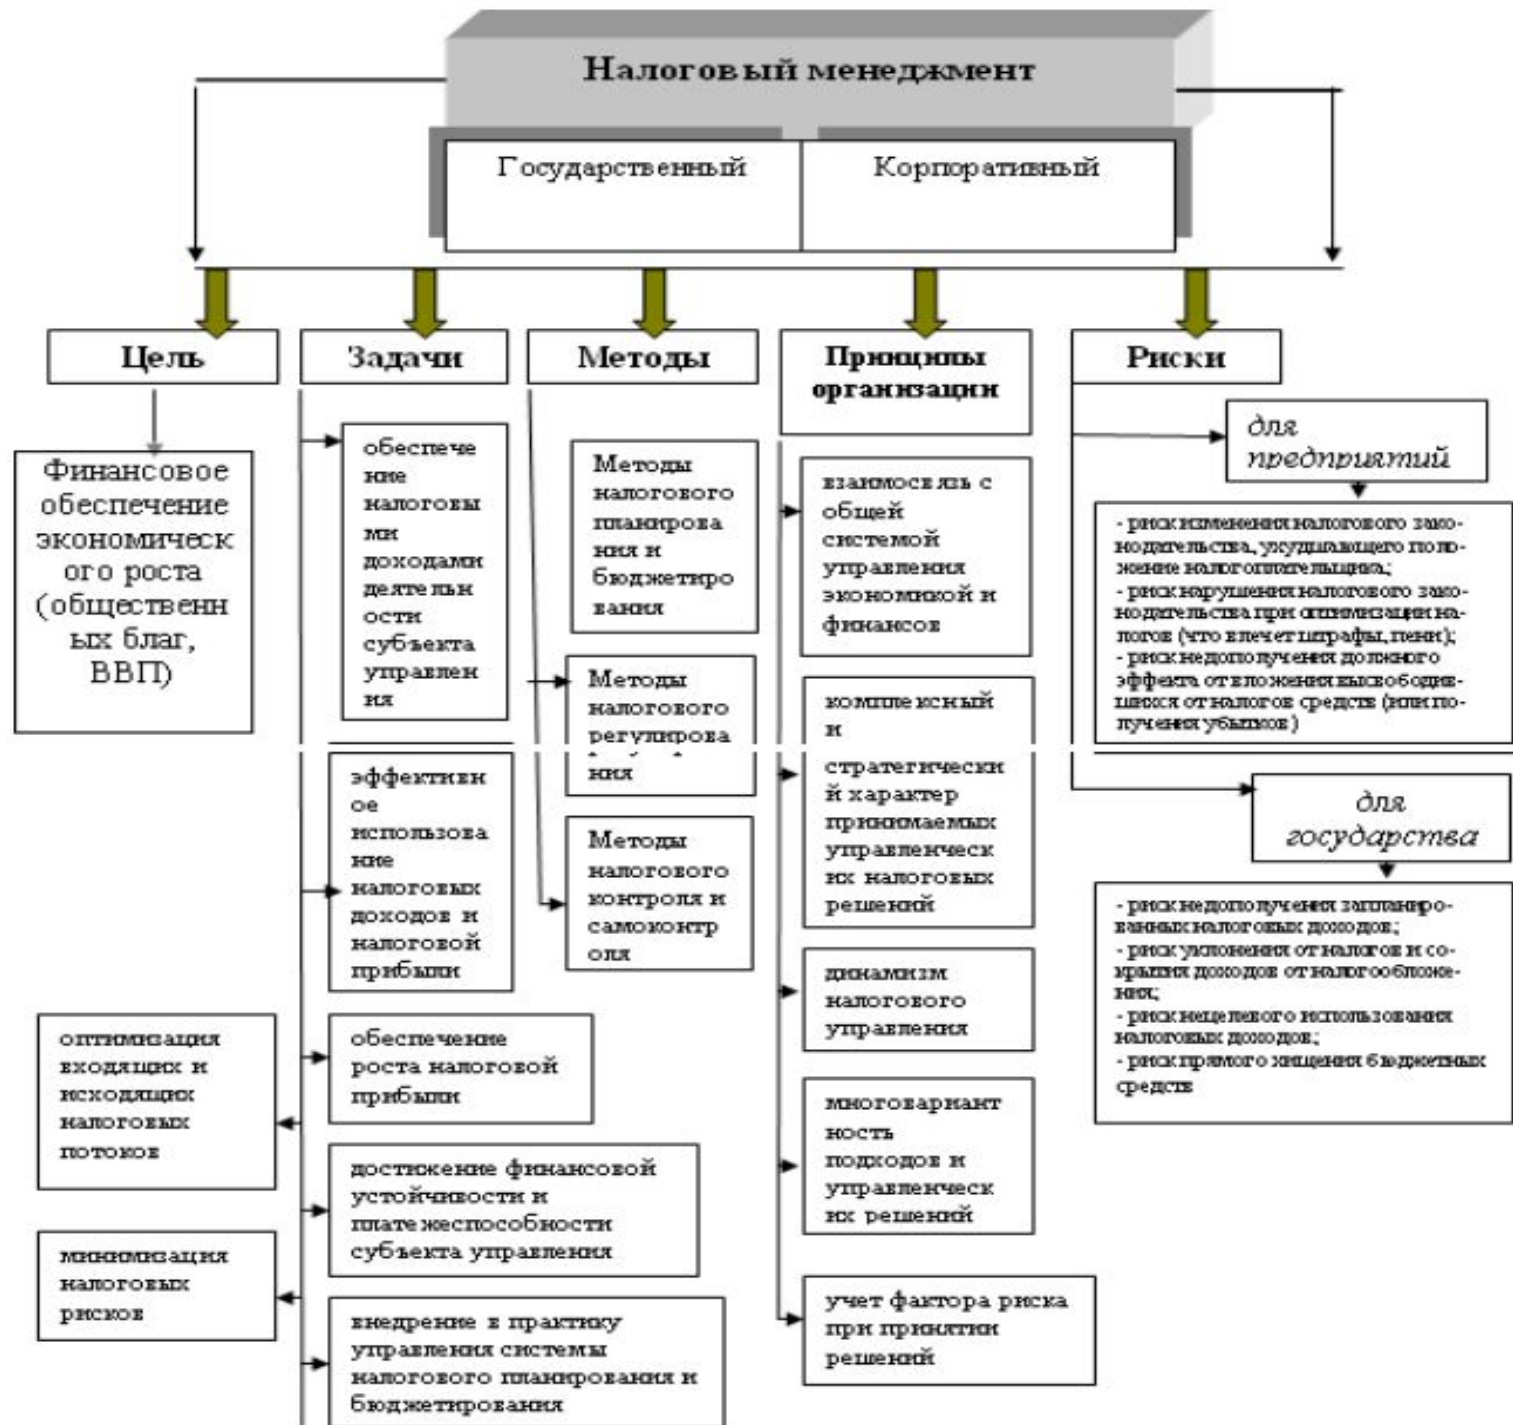 Налоговый менеджмент
Государственный
Корпоративный
Цель
Финансовое
обеспечение
экономическ
ого роста
(общественн
ых благ,
ВВП)
Задачи
обеспече
ние
налоговы
ми
доходами
деятельн
ости
субъекта
управлен
ия
эффективн
ое
использова
ние
налоговых
доходов и
налоговой
прибыли
обеспечение
роста налоговой
прибыли
оптимизация
входящих и
исходящих
налоговых
потоков
достижение финансовой
устойчивости и
платежеспособности
субъекта управления
минимизация
налоговых
рисков
внедрение в практику
управления системы
налогового планирования и
бюджетирования
Методы
Методы
налогового
планирова
ния и
бюджетиро
вания
Методы
налогового
регулирова
ния
Методы
налогового
контроля и
самоконтр
оля
Принципы
организации
взаимосвязь с
общей
системой
управления
экономикой и
финансов
комплексный
и
стратегически
й характер
принимаемых
управленческ
их налоговых
решений
динамизм
налогового
управления
многовариант
ность
подходов и
управленческ
их решений
учет фактора риска
при принятии
решений
Риски
для
предприятий
- риск изменения налогового зако-
нодательства, ухудшающего поло-
жение налогоплательщика;
- риск нарушения налогового зако-
нодательства при оптимизации на-
логов (что влечет штрафы, пени);
- риск недополучения должного
эффекта от вложения высвободив-
шихся от налогов средств (или по-
лучения убытков)
для
государства
- риск недополучения запланиро-
ванных налоговых доходов;
- риск уклонения от налогов и со-
крытия доходов от налогообложе-
ния;
- риск нецелевого использования
налоговых доходов;
- риск прямого хищения бюджетных
средств